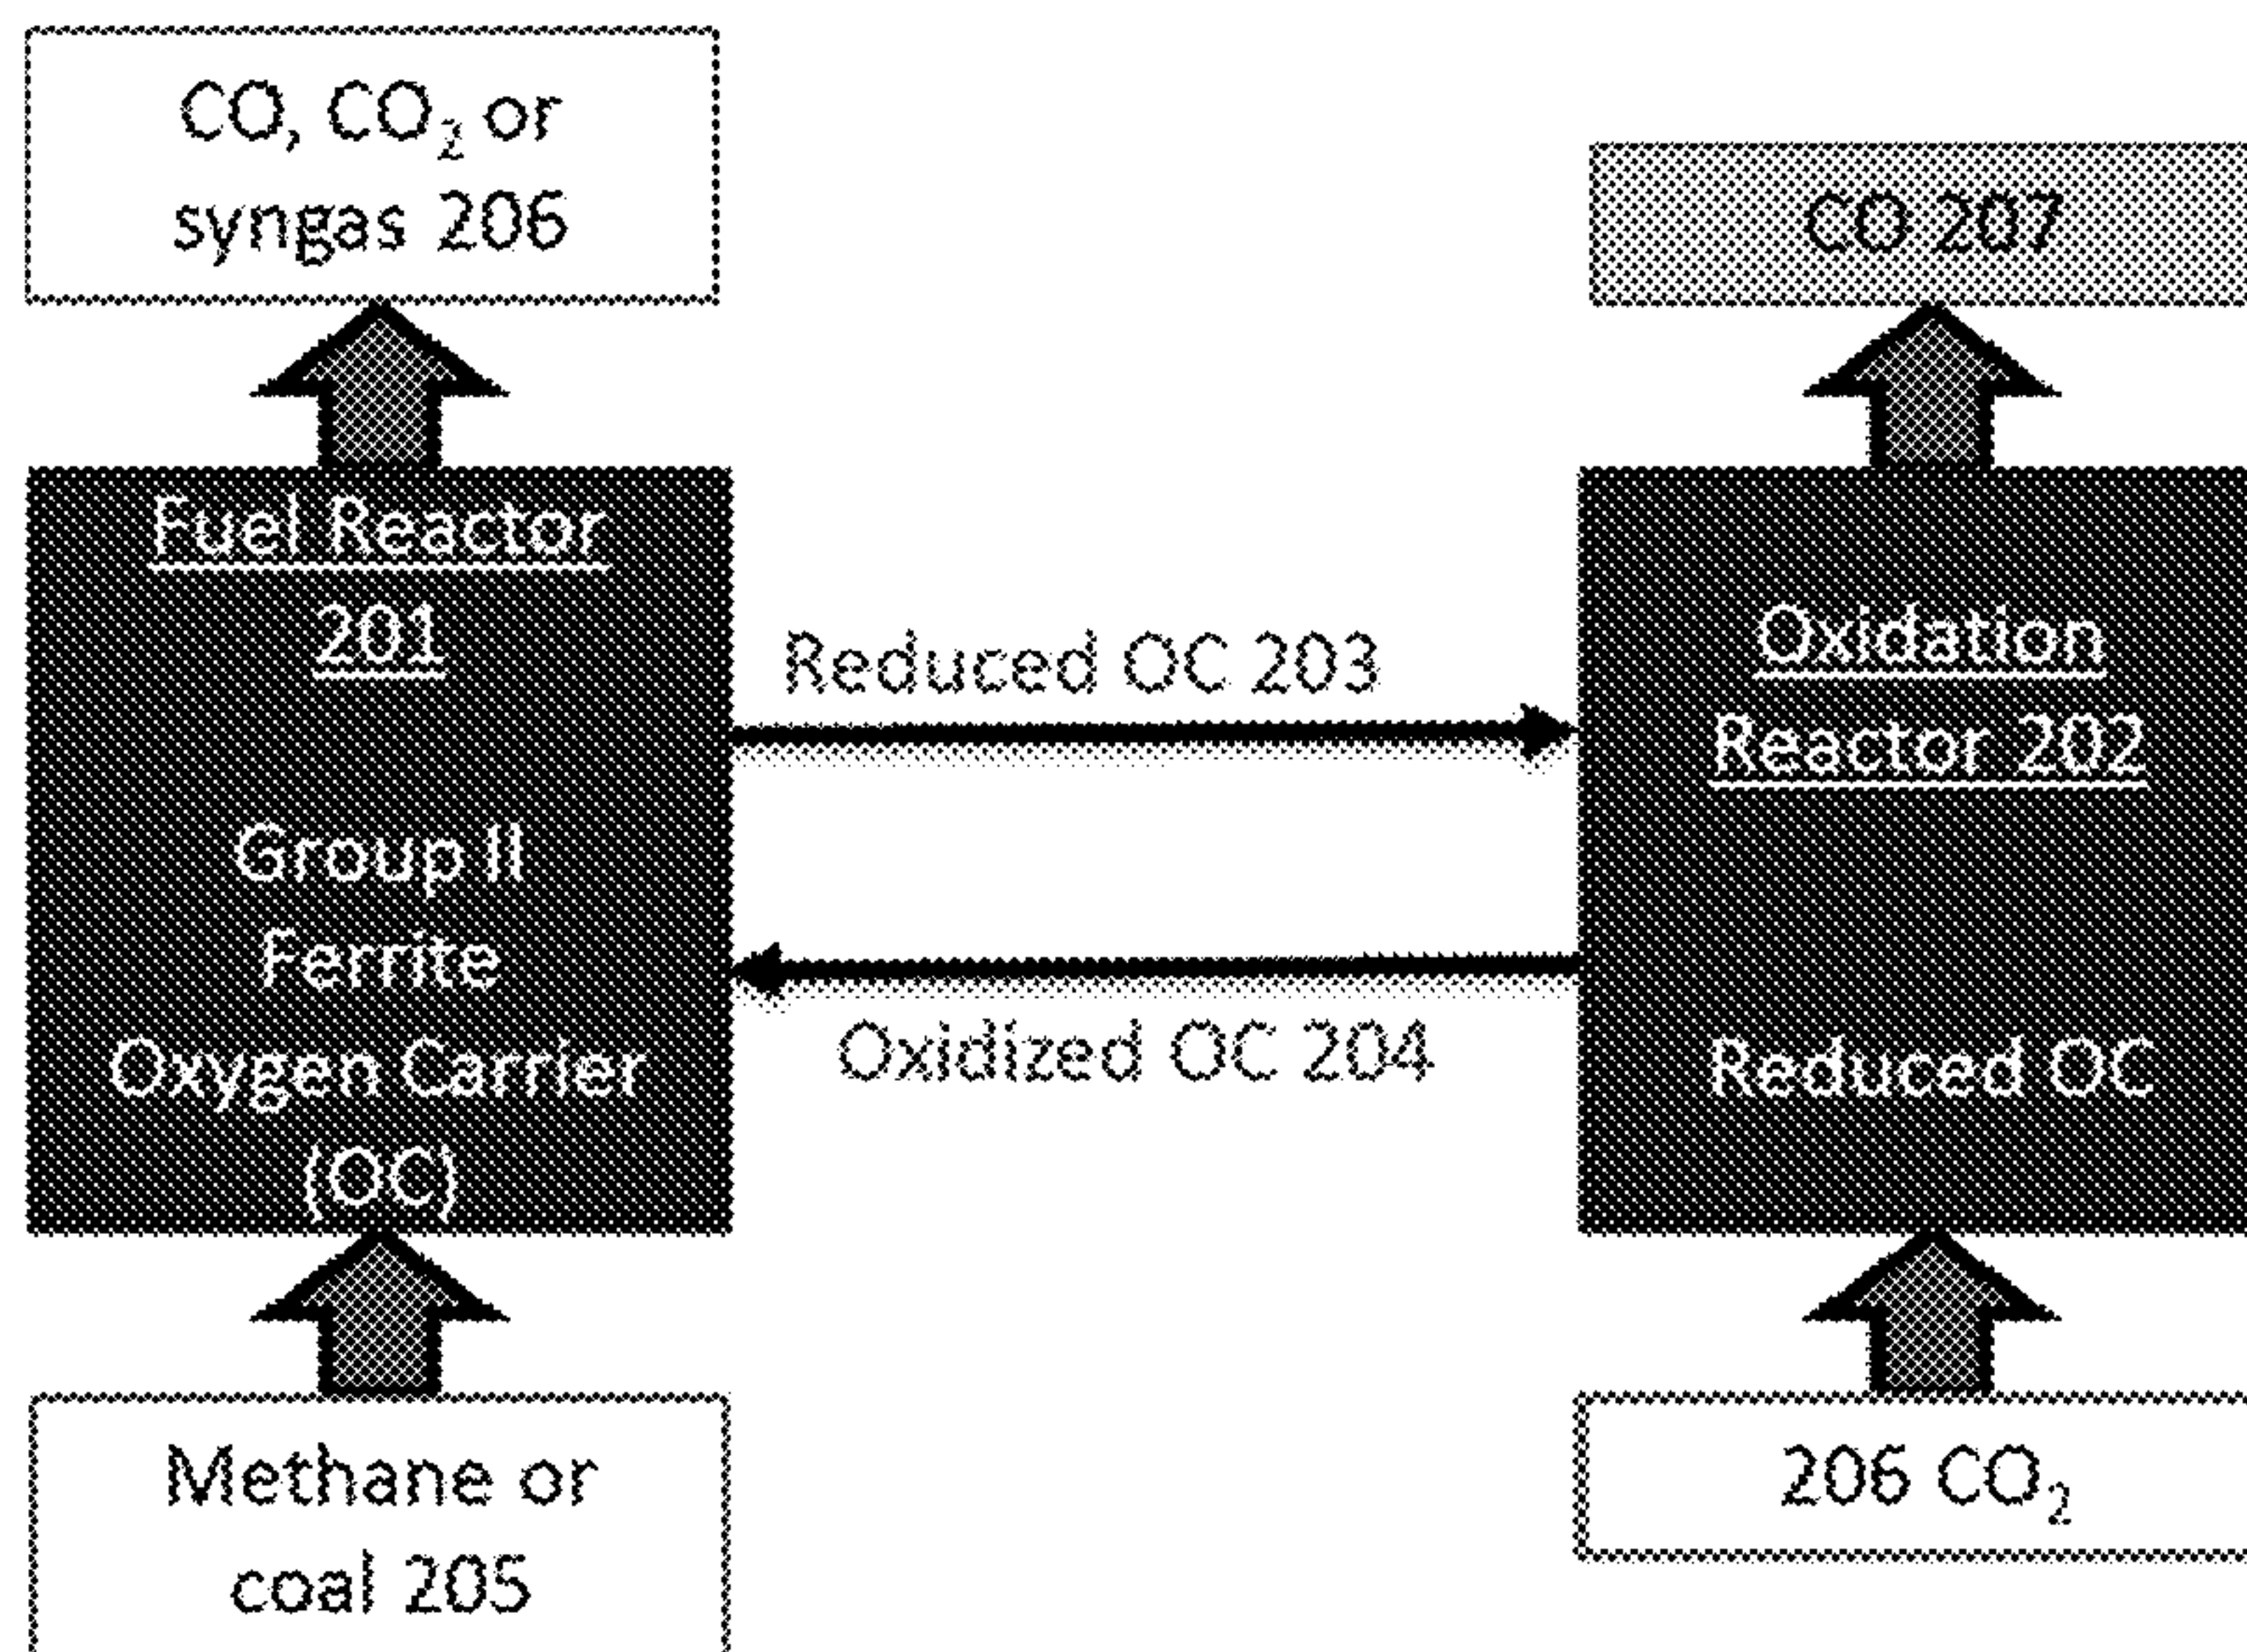 CO, CO₂ or
syngas 206
CO 207
Fuel Reactor
201
Group II
Ferrite
Oxygen Carrier
(OC)
Reduced OC 203
Oxidized OC 204
Oxidation
Reactor 202
Reduced OC
Methane or
coal 205
206 CO₂